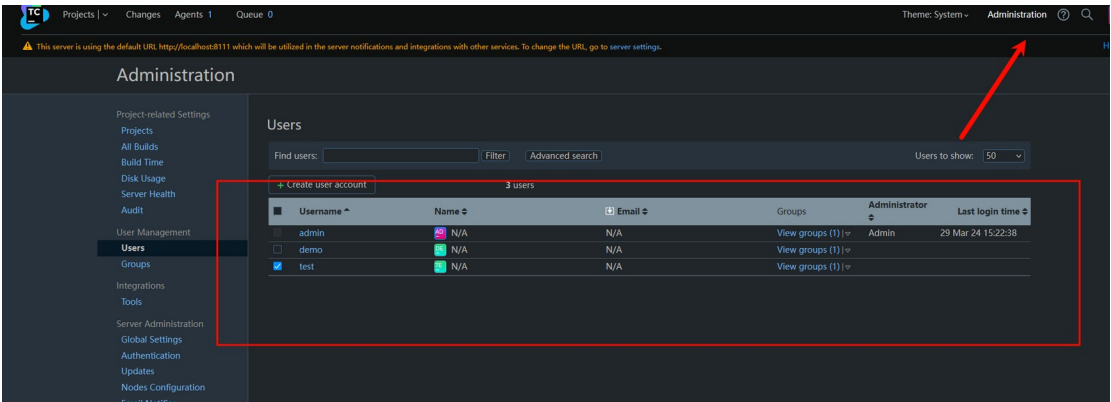 TC Projects | Changes Agents 1 Queue 0 Theme: System Administration
This server is using the default URL http://localhost:8111 which will be utilized in the server notifications and integrations with other services. To change the URL, go to server settings. H
Administration
Project-related Settings
Projects
All Builds
Build Time
Disk Usage
Server Health
Audit
User Management
Users
Groups
Integrations
Tools
Server Administration
Global Settings
Authentication
Updates
Nodes Configuration
Users
Find users: Filter Advanced search Users to show: 50
+ Create user account 3 users
Username Name Email Groups Administrator Last login time
admin AD N/A N/A View groups (1) | Admin 29 Mar 24 15:22:38
demo DE N/A N/A View groups (1) |
test TE N/A N/A View groups (1) |